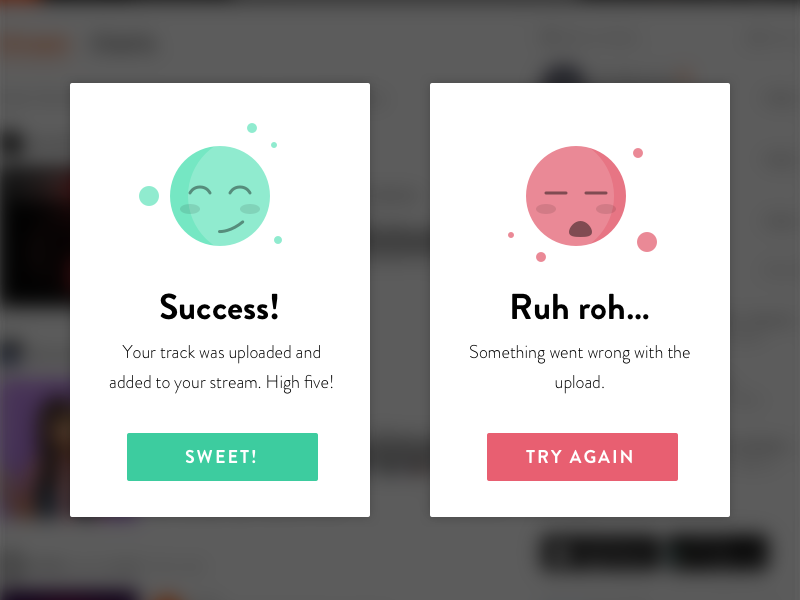 Success!
Your track was uploaded and
added to your stream. High five!
SWEET!
Ruh roh...
Something went wrong with the
upload.
TRY AGAIN